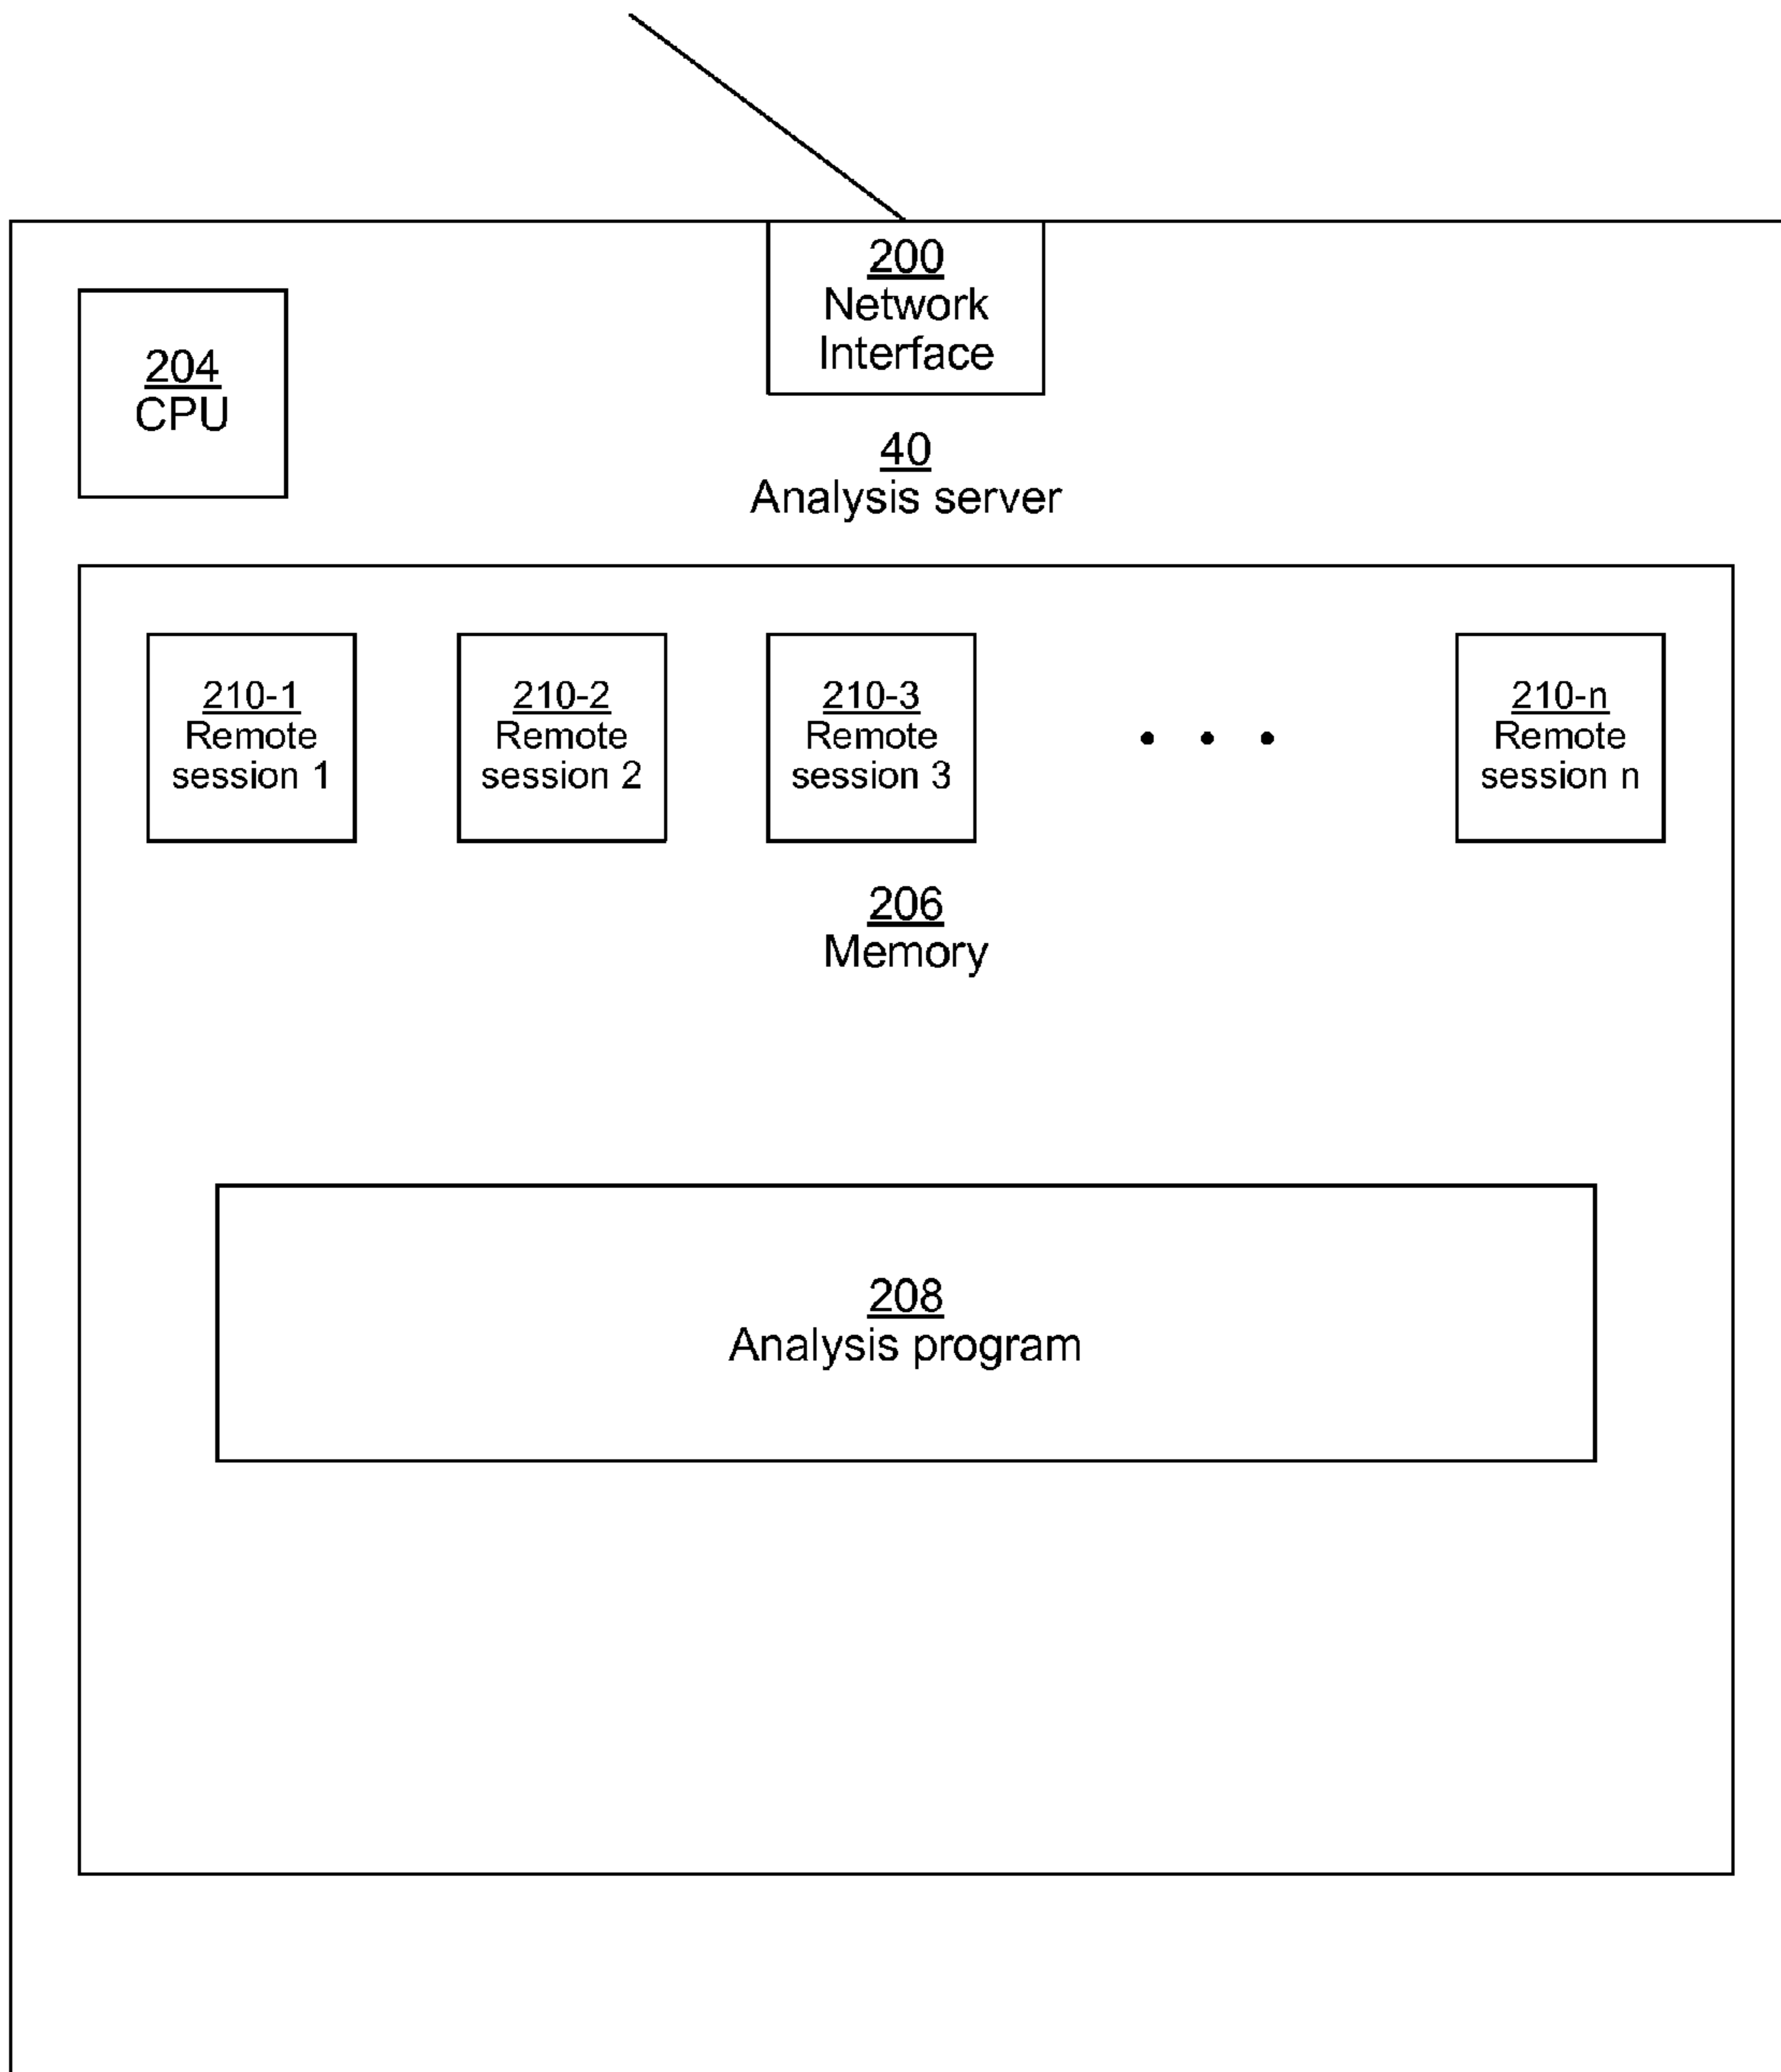 200
Network
Interface
204
CPU
40
Analysis server
210-1
Remote
session 1
210-2
Remote
session 2
210-3
Remote
session 3
210-n
Remote
session n
206
Memory
208
Analysis program